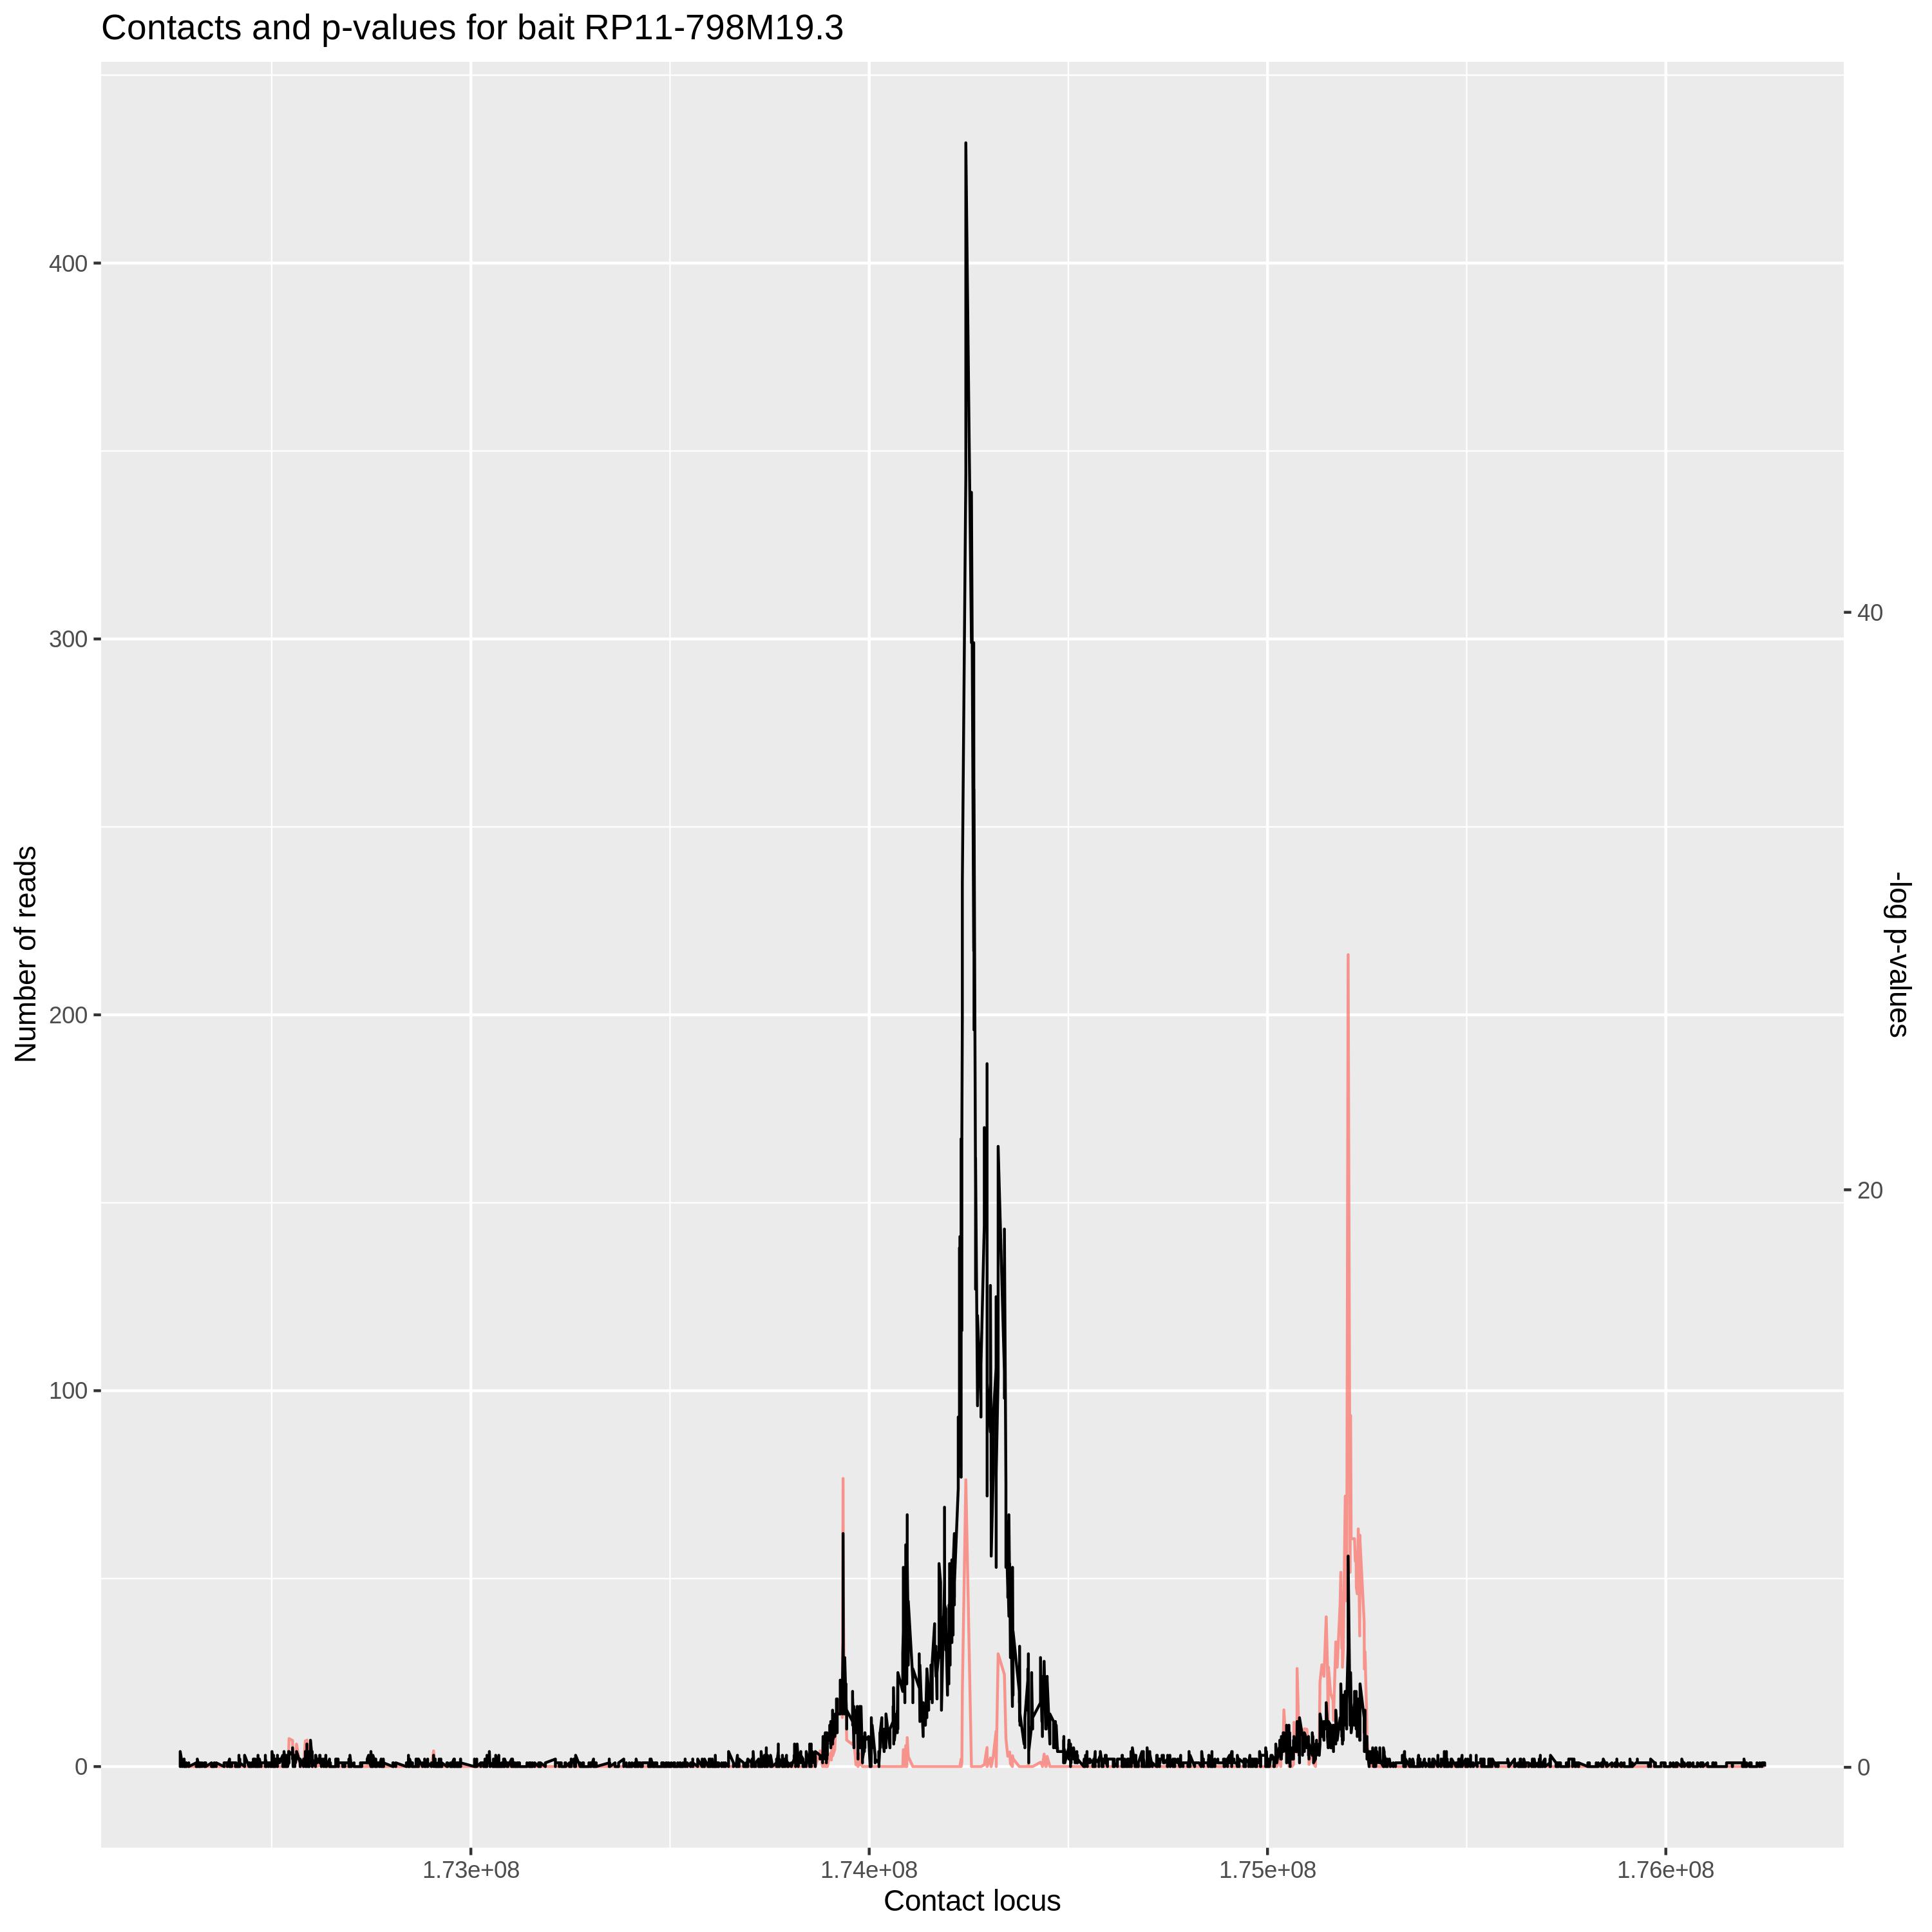 Contacts and p-values for bait RP11-798M19.3
400
300
200
100
0
Number of reads
40
20
0
-log p-values
1.73e+08
1.74e+08
1.75e+08
1.76e+08
Contact locus